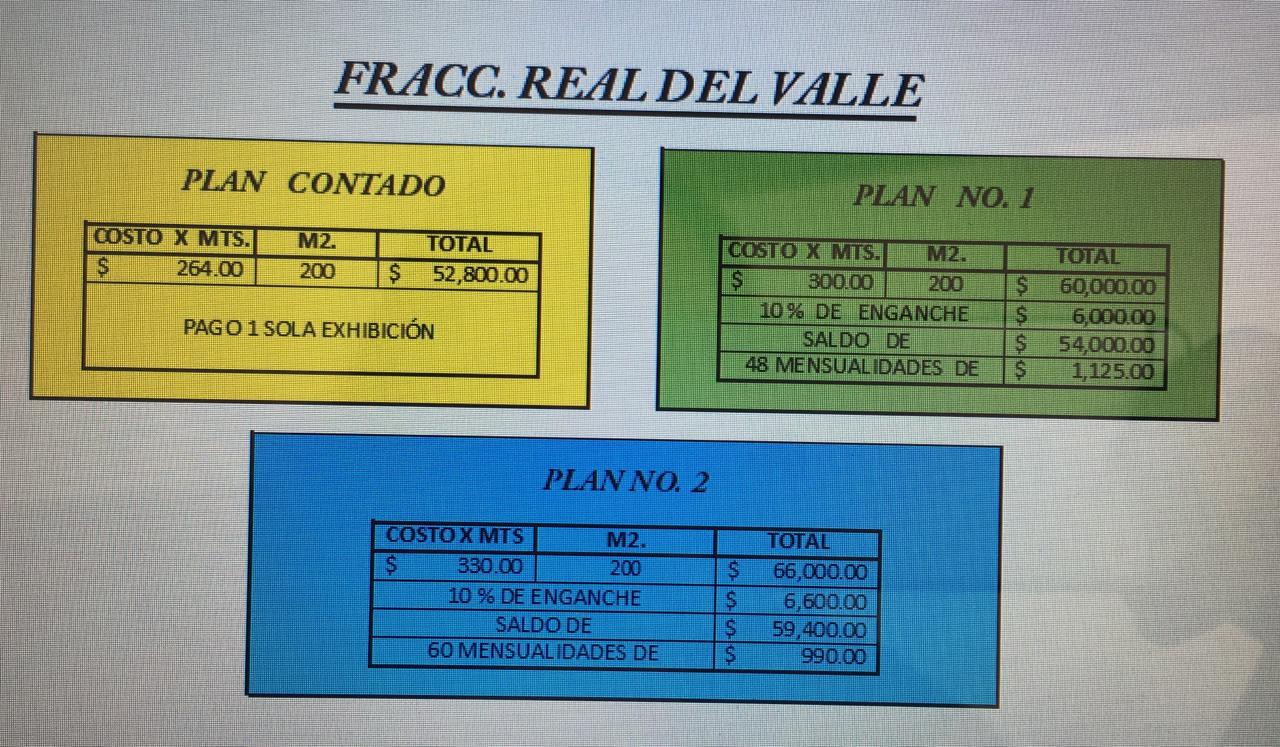 FRACC. REAL DEL VALLE
PLAN CONTADO
COSTO X MTS. M2. TOTAL
$ 264.00 200 $ 52,800.00
PAGO 1 SOLA EXHIBICIÓN
PLAN NO. 1
COSTO X MTS. M2. TOTAL
$ 300.00 200 $ 60,000.00
10 % DE ENGANCHE $ 6,000.00
SALDO DE $ 54,000.00
48 MENSUALIDADES DE $ 1,125.00
PLAN NO. 2
COSTO X MTS M2. TOTAL
$ 330.00 200 $ 66,000.00
10 % DE ENGANCHE $ 6,600.00
SALDO DE $ 59,400.00
60 MENSUALIDADES DE $ 990.00